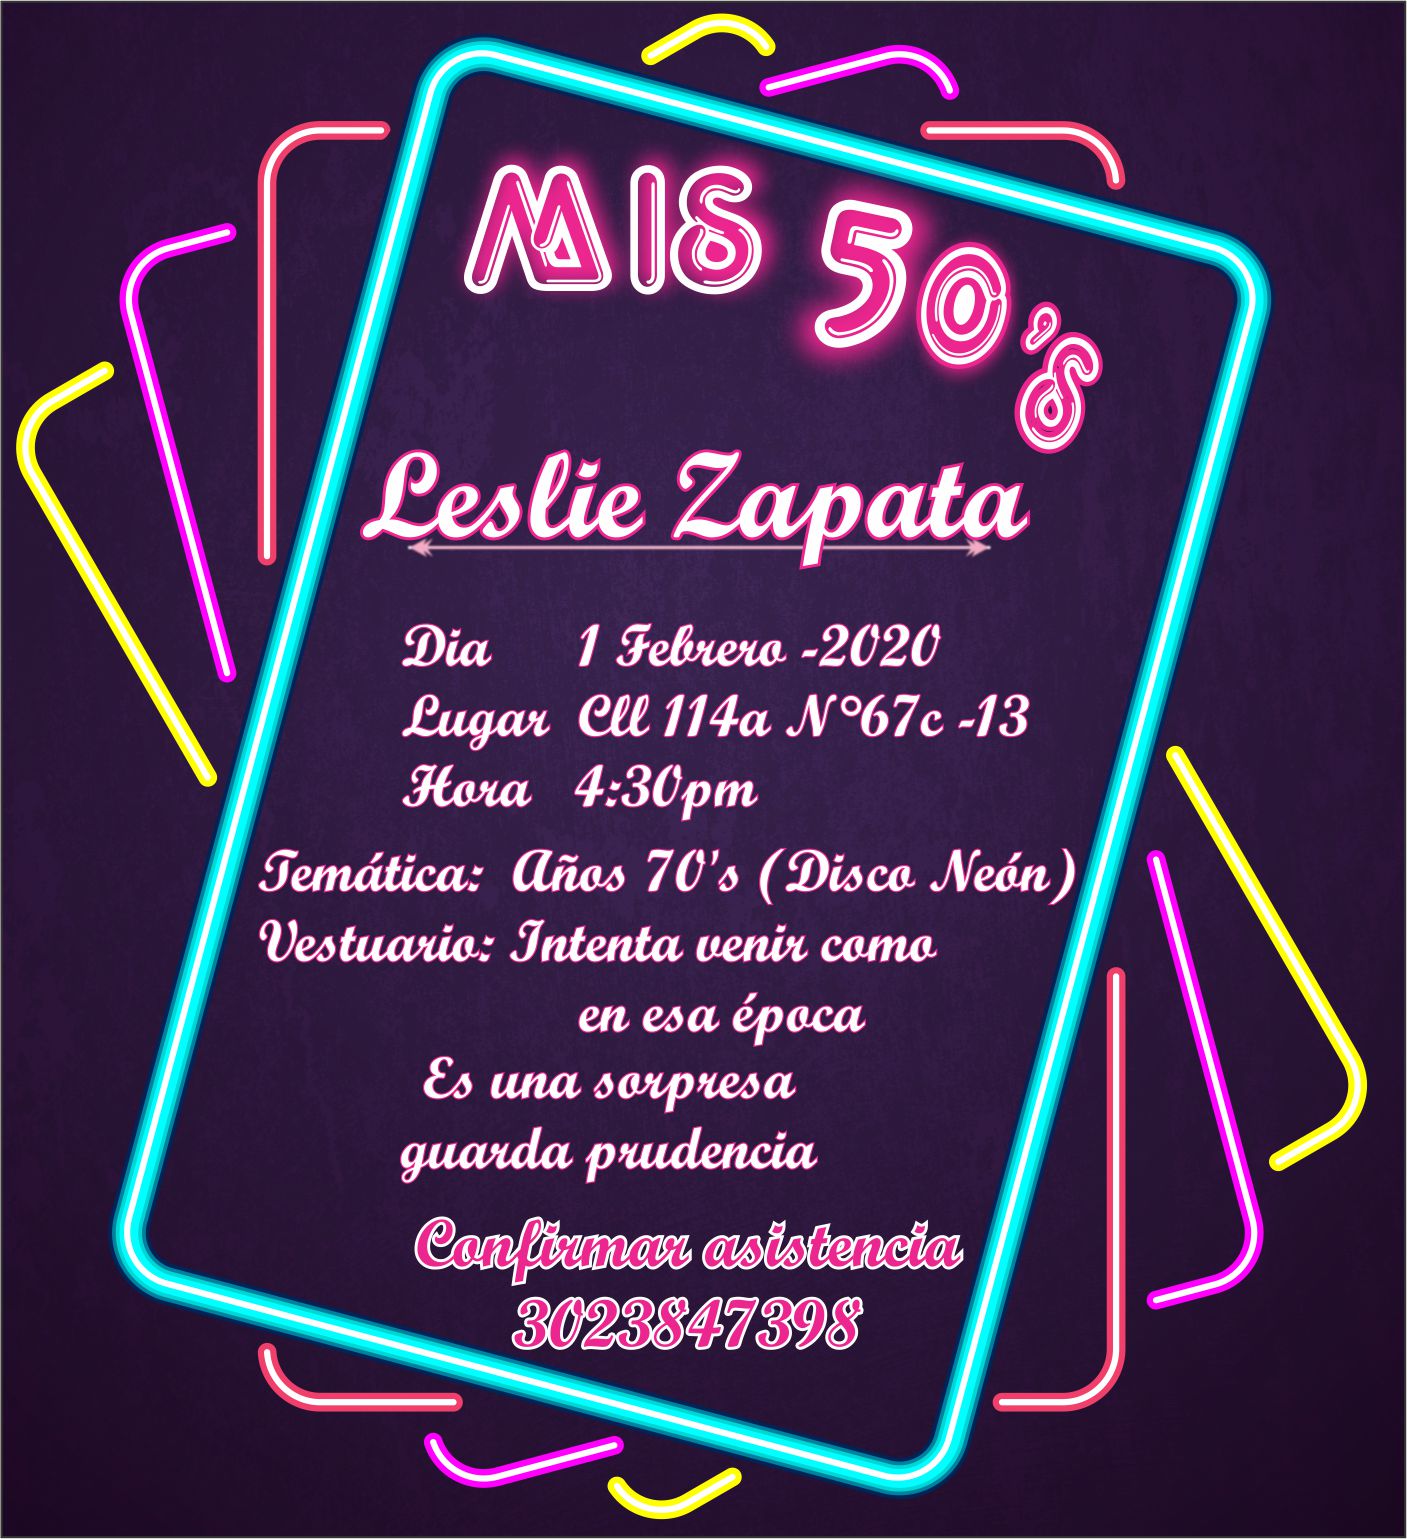 MIS 50's
Leslie Zapata
Dia 1 Febrero -2020
Lugar Cll 114a N°67c -13
Hora 4:30pm
Temática: Años 70's (Disco Neón)
Vestuario: Intenta venir como
en esa época
Es una sorpresa
guarda prudencia
Confirmar asistencia
3023847398